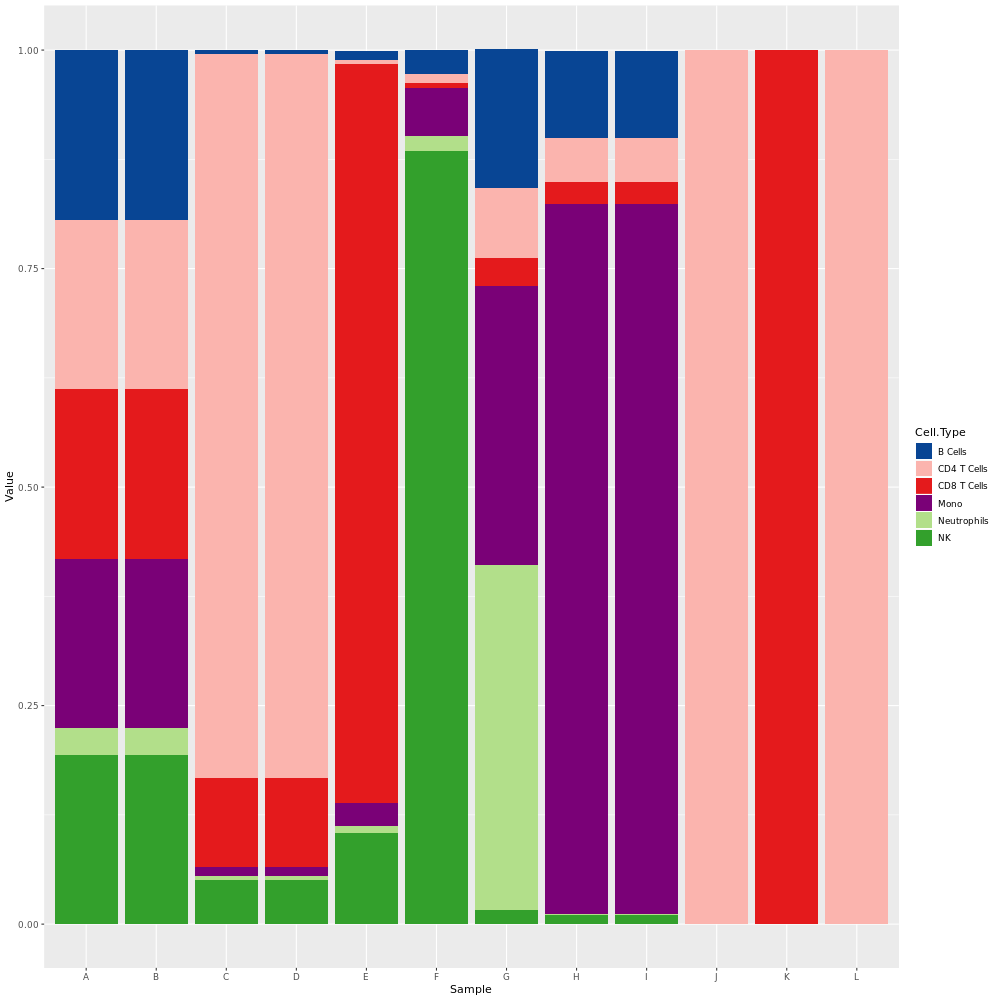 1.00
0.75
0.50
0.25
0.00
Value
A B C D E F G H I J K L
Sample
Cell.Type
B Cells
CD4 T Cells
CD8 T Cells
Mono
Neutrophils
NK